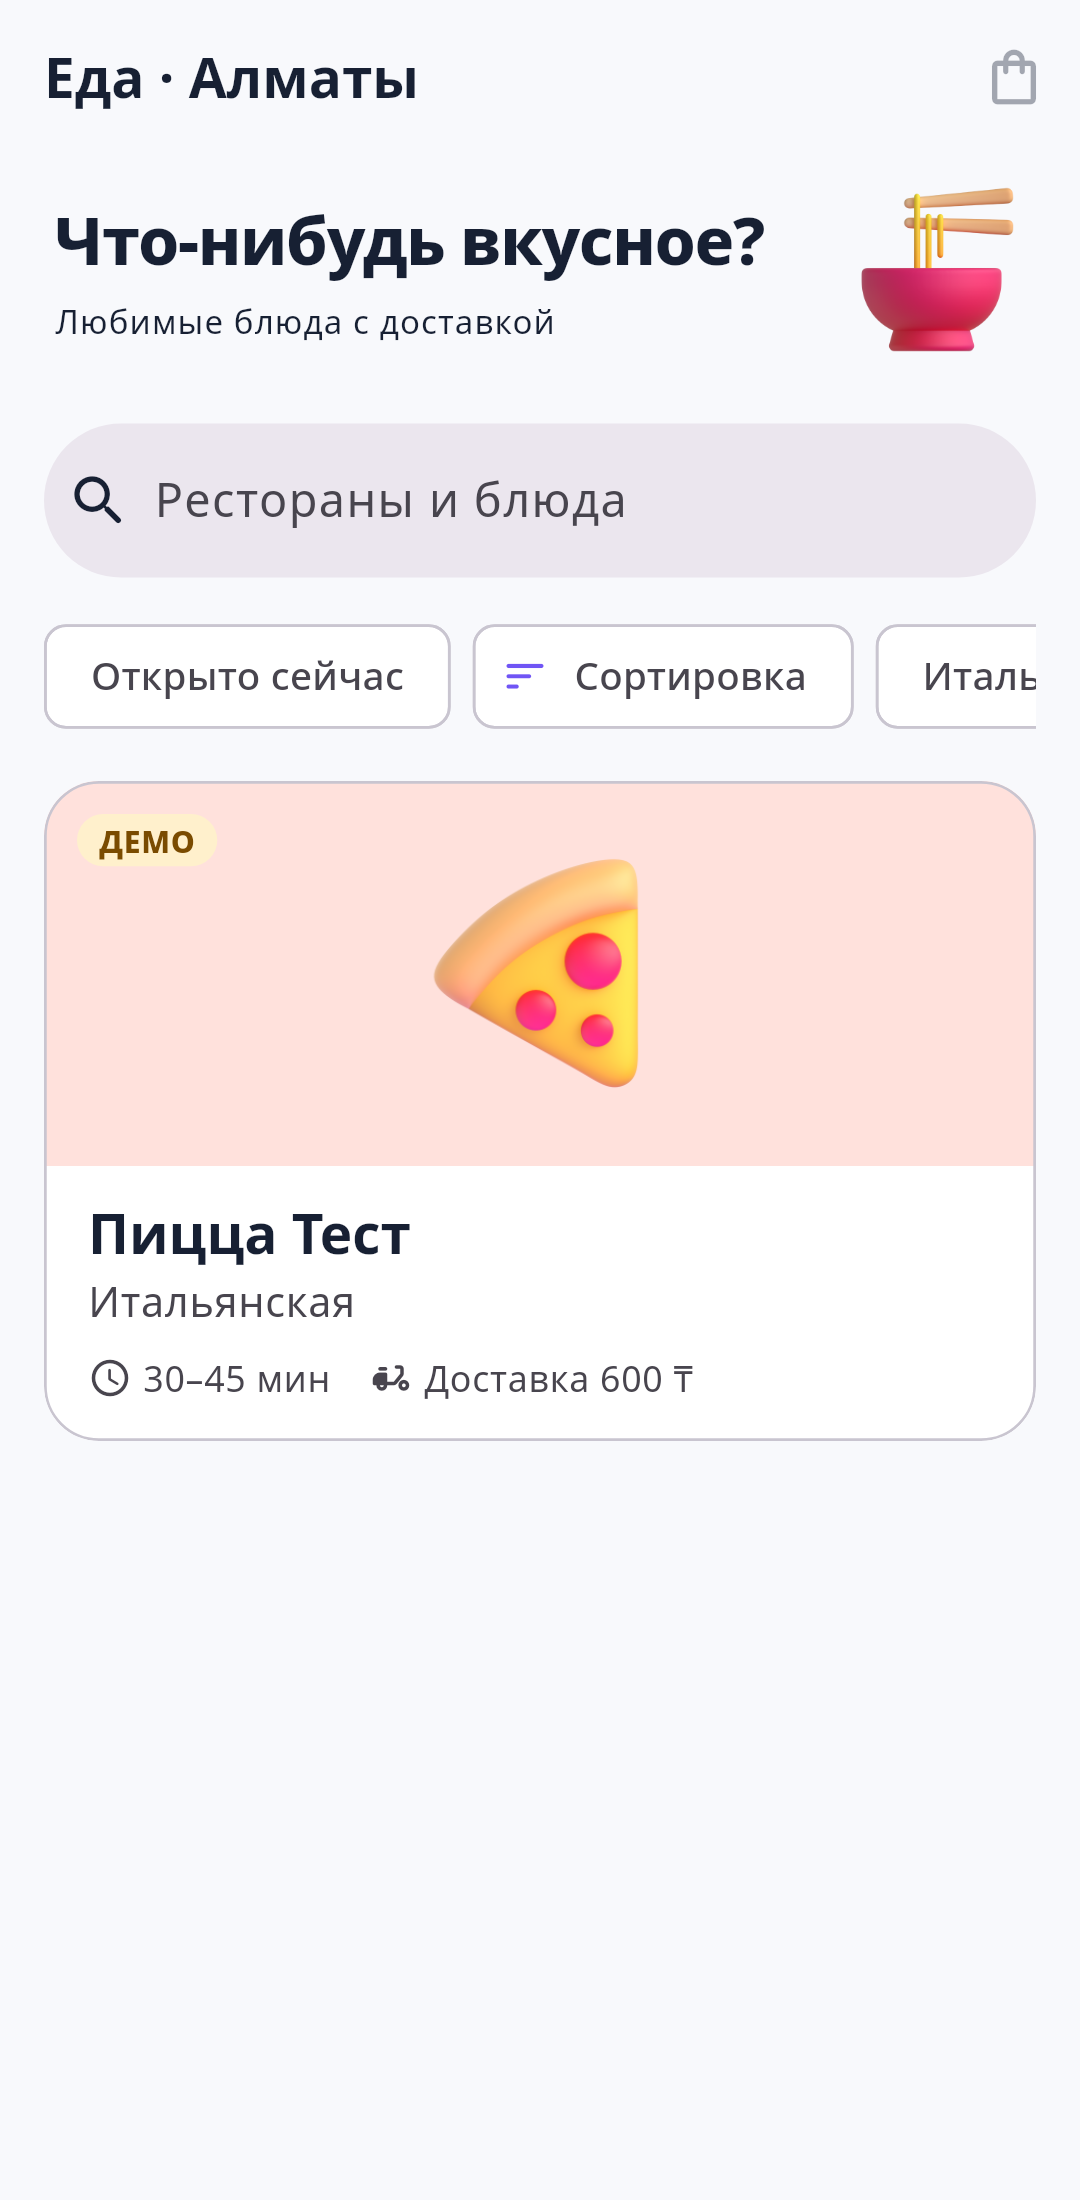 Еда · Алматы
Что-нибудь вкусное?
Любимые блюда с доставкой
Рестораны и блюда
Открыто сейчас
Сортировка
ДЕМО
Пицца Тест
Итальянская
30–45 мин
Доставка 600 ₸